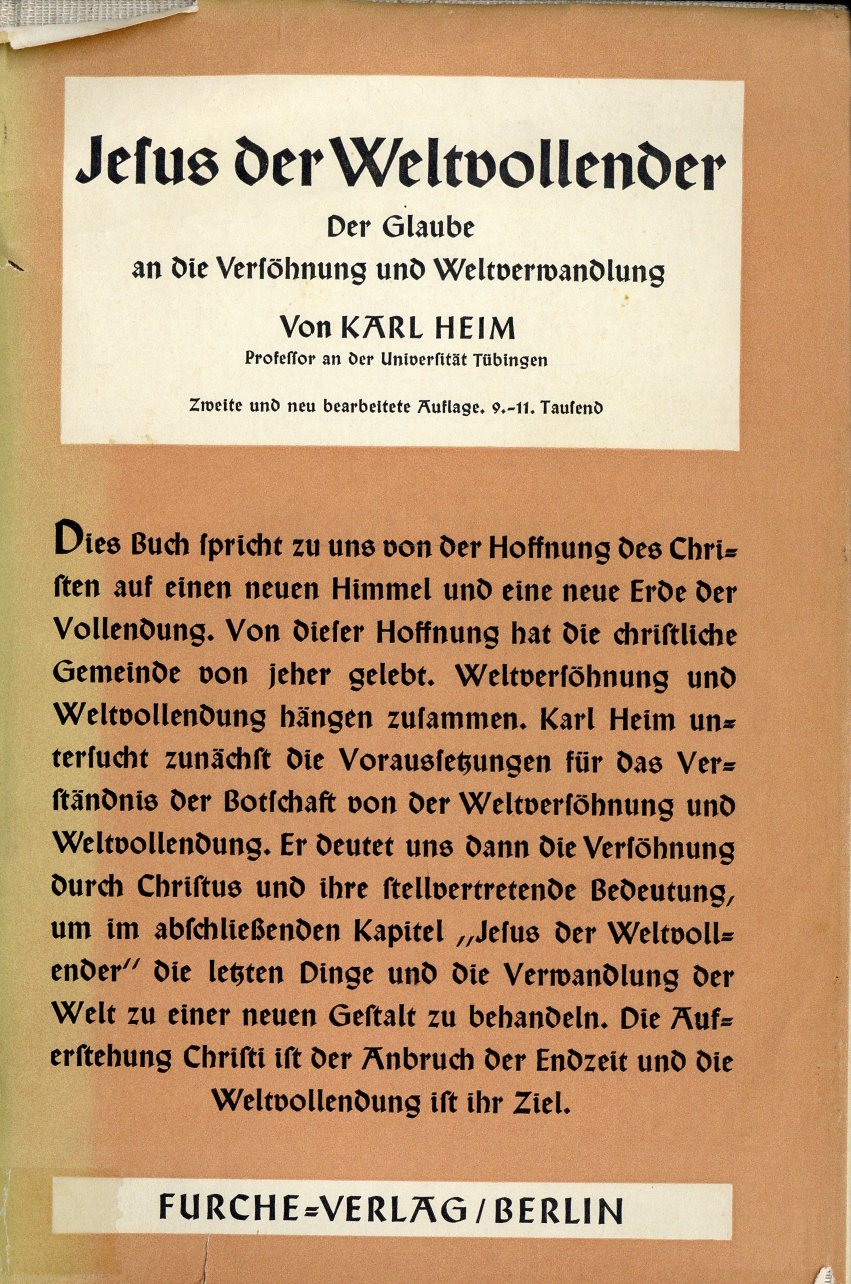 Jeſus der Weltvollender
Der Glaube
an die Verſöhnung und Weltverwandlung
Von KARL HEIM
Profeſſor an der Univerſität Tübingen
Zweite und neu bearbeitete Auflage. 9.-11. Tauſend
Dies Buch ſpricht zu uns von der Hoffnung des Chri⸗
ſten auf einen neuen Himmel und eine neue Erde der
Vollendung. Von dieſer Hoffnung hat die chriſtliche
Gemeinde von jeher gelebt. Weltverſöhnung und
Weltvollendung hängen zuſammen. Karl Heim un⸗
terſucht zunächſt die Vorausſetzungen für das Ver⸗
ſtändnis der Botſchaft von der Weltverſöhnung und
Weltvollendung. Er deutet uns dann die Verſöhnung
durch Chriſtus und ihre ſtellvertretende Bedeutung,
um im abſchließenden Kapitel „Jeſus der Weltvoll⸗
ender“ die letzten Dinge und die Verwandlung der
Welt zu einer neuen Geſtalt zu behandeln. Die Auf⸗
erſtehung Chriſti iſt der Anbruch der Endzeit und die
Weltvollendung iſt ihr Ziel.
FURCHE⸗VERLAG / BERLIN